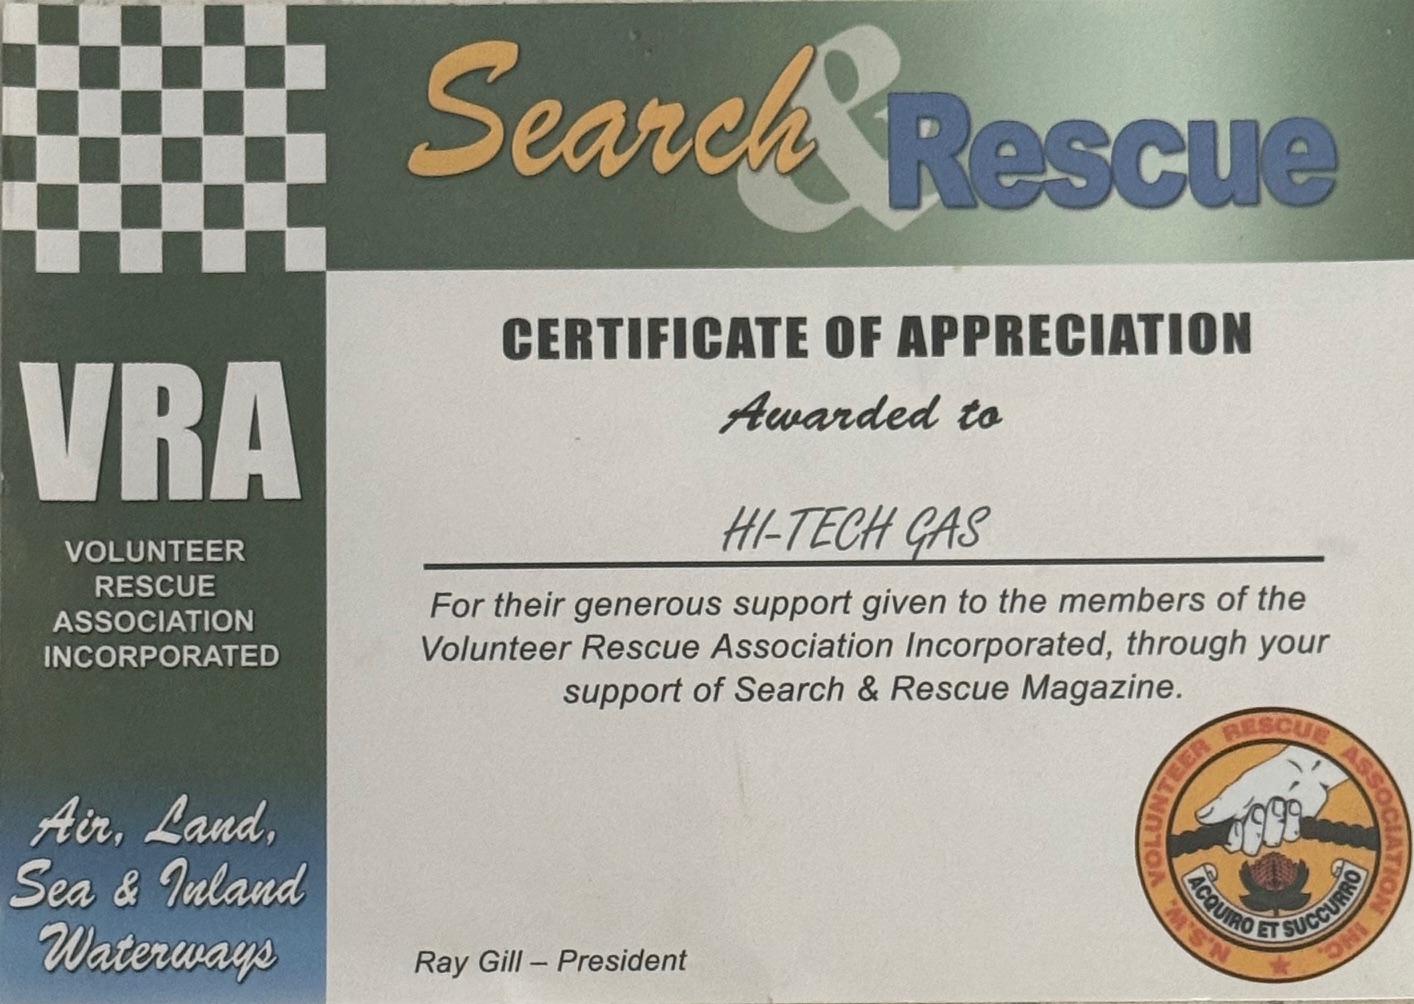 Search & Rescue
CERTIFICATE OF APPRECIATION
Awarded to
HI-TECH GAS
For their generous support given to the members of the
Volunteer Rescue Association Incorporated, through your
support of Search & Rescue Magazine.
Ray Gill – President
VRA
VOLUNTEER
RESCUE
ASSOCIATION
INCORPORATED
Air, Land,
Sea & Inland
Waterways
N.S.W. VOLUNTEER RESCUE ASSOCIATION INC.
ACQUIRO ET SUCCURRO